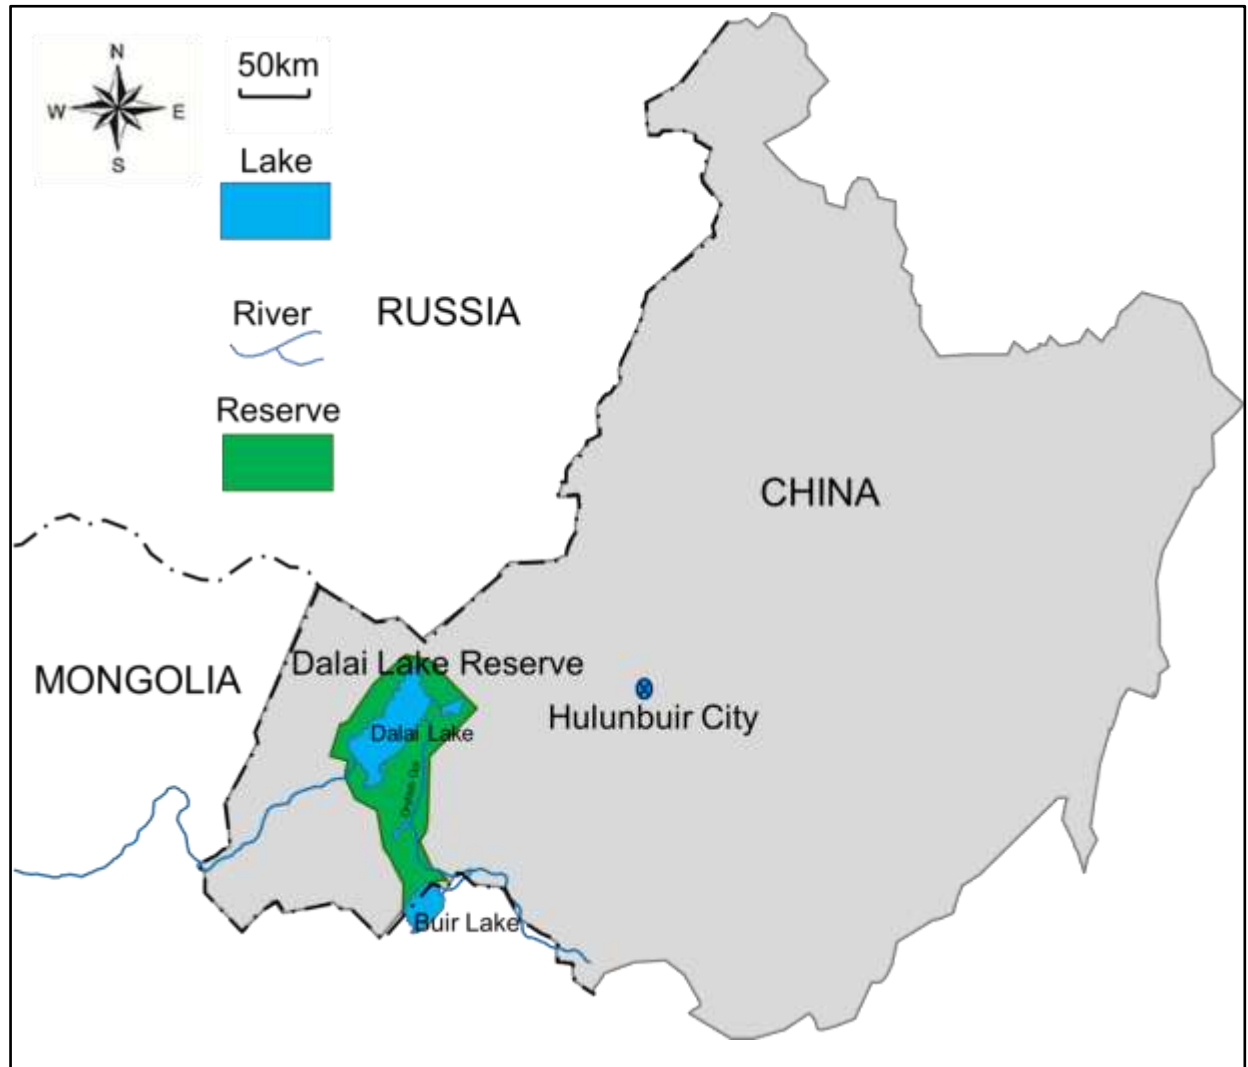 N
W E
S
50km
Lake
River
Reserve
RUSSIA
CHINA
MONGOLIA
Dalai Lake Reserve
Dalai Lake
Hulunbuir City
Buir Lake